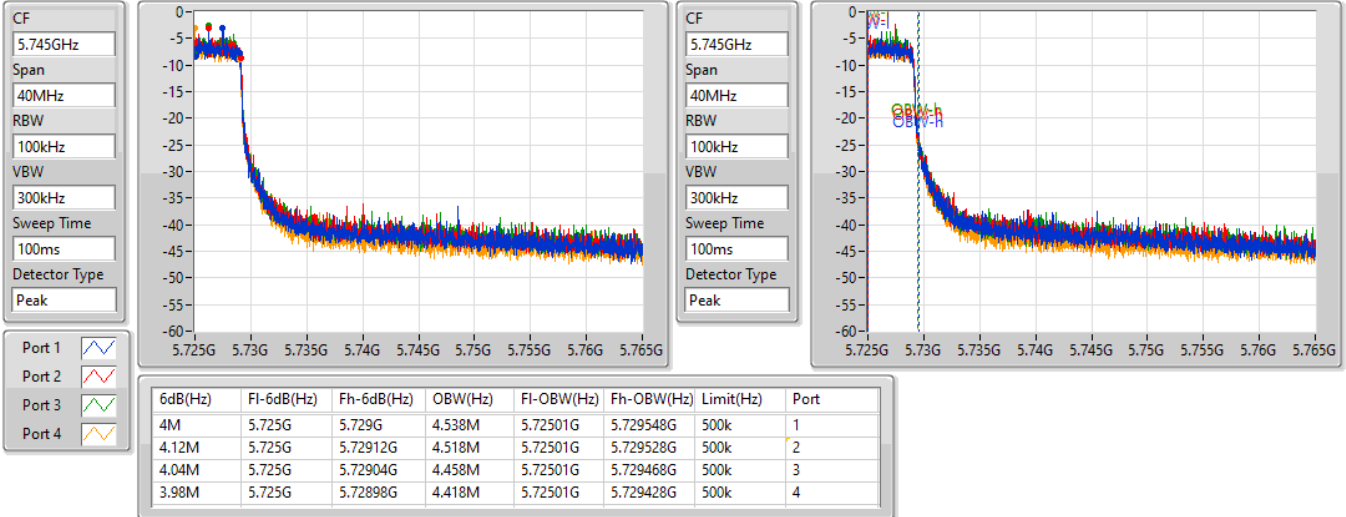 CF
5.745GHz
Span
40MHz
RBW
100kHz
VBW
300kHz
Sweep Time
100ms
Detector Type
Peak
0-
-5-
-10-
-15-
-20-
-25-
-30-
-35-
-40-
-45-
-50-
-55-
-60-
5.725G 5.73G 5.735G 5.74G 5.745G 5.75G 5.755G 5.76G 5.765G
CF
5.745GHz
Span
40MHz
RBW
100kHz
VBW
300kHz
Sweep Time
100ms
Detector Type
Peak
0-
-5-
-10-
-15-
-20-
-25-
-30-
-35-
-40-
-45-
-50-
-55-
-60-
OBW-h
OBW-h
5.725G 5.73G 5.735G 5.74G 5.745G 5.75G 5.755G 5.76G 5.765G
Port 1
Port 2
Port 3
Port 4
6dB(Hz) Fl-6dB(Hz) Fh-6dB(Hz) OBW(Hz) Fl-OBW(Hz) Fh-OBW(Hz) Limit(Hz) Port
4M 5.725G 5.729G 4.538M 5.72501G 5.729548G 500k 1
4.12M 5.725G 5.72912G 4.518M 5.72501G 5.729528G 500k 2
4.04M 5.725G 5.72904G 4.458M 5.72501G 5.729468G 500k 3
3.98M 5.725G 5.72898G 4.418M 5.72501G 5.729428G 500k 4